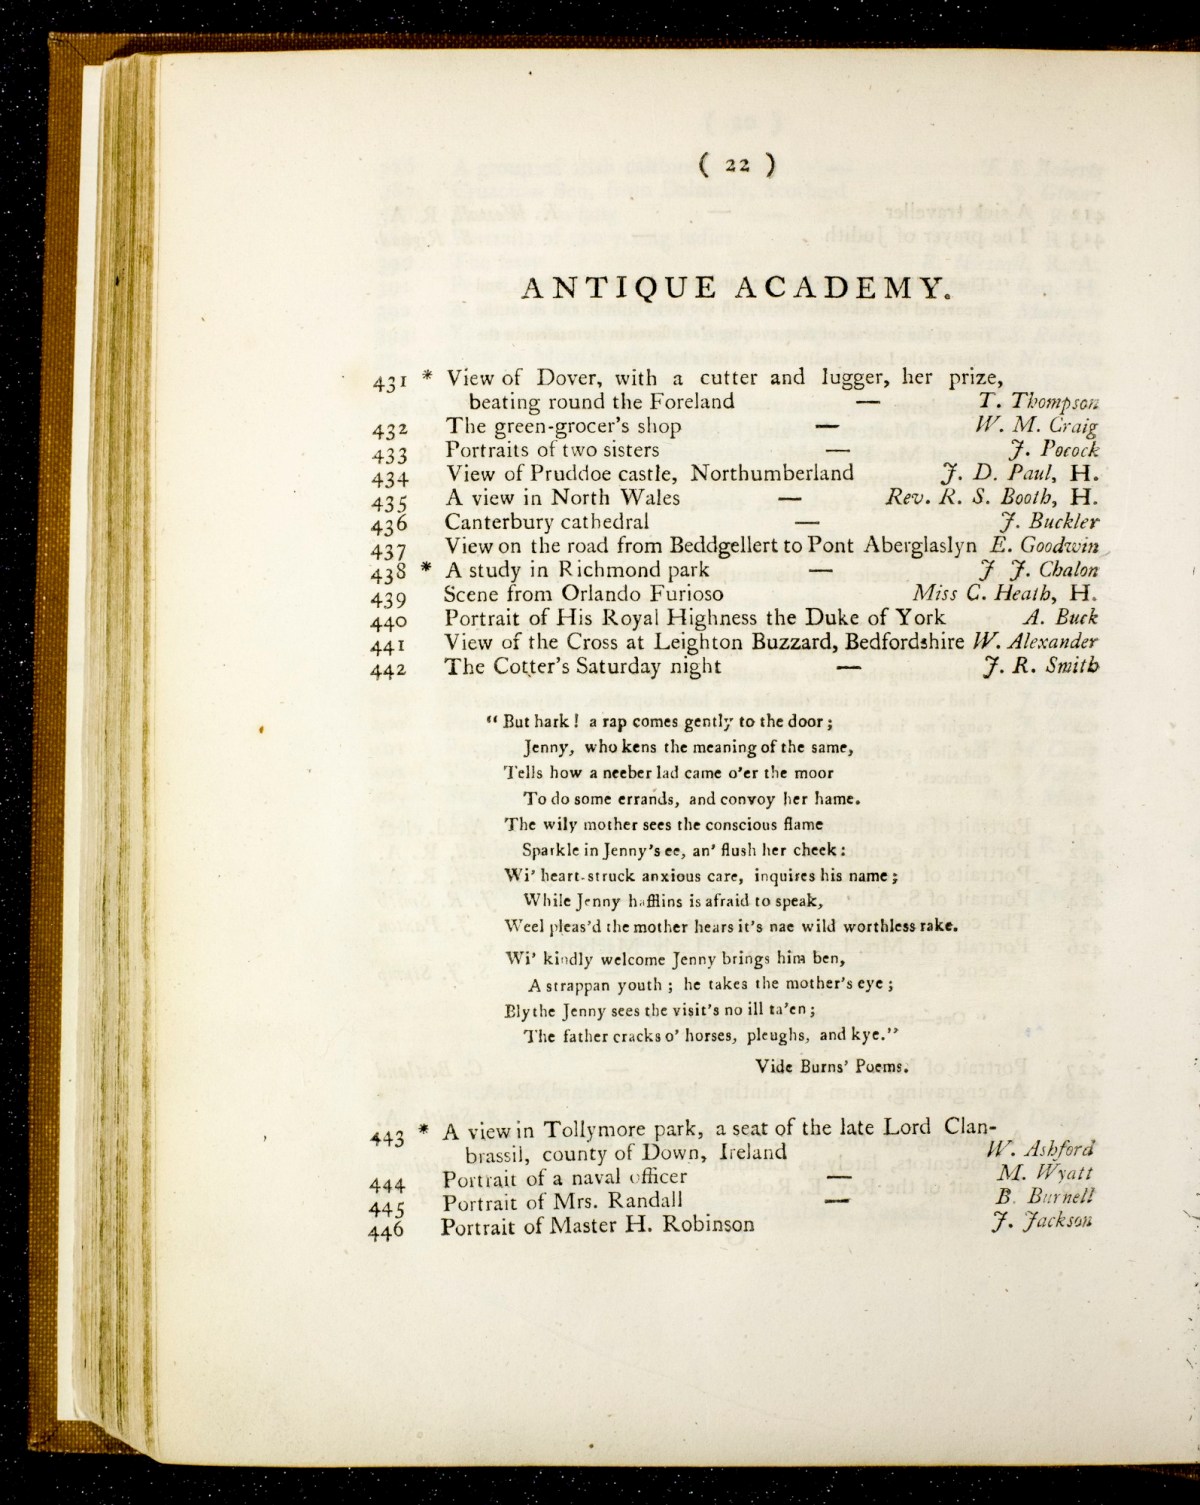 ( 22 )
ANTIQUE ACADEMY.
431 * View of Dover, with a cutter and lugger, her prize,
beating round the Foreland — T. Thompson
432 The green-grocer's shop — W. M. Craig
433 Portraits of two sisters — J. Pocock
434 View of Pruddoe castle, Northumberland J. D. Paul, H.
435 A view in North Wales — Rev. R. S. Booth, H.
436 Canterbury cathedral — J. Buckler
437 View on the road from Beddgellert to Pont Aberglaslyn E. Goodwin
438 * A study in Richmond park — J J. Chalon
439 Scene from Orlando Furioso Miss C. Heath, H.
440 Portrait of His Royal Highness the Duke of York A. Buck
441 View of the Cross at Leighton Buzzard, Bedfordshire W. Alexander
442 The Cotter's Saturday night — J. R. Smith
“ But hark! a rap comes gently to the door;
Jenny, who kens the meaning of the same,
Tells how a neeber lad came o'er the moor
To do some errands, and convoy her hame.
The wily mother sees the conscious flame
Sparkle in Jenny's ee, an' flush her cheek:
Wi' heart-struck anxious care, inquires his name;
While Jenny hafflins is afraid to speak,
Weel pleas'd the mother hears it's nae wild worthless rake.
Wi' kindly welcome Jenny brings him ben,
A strappan youth; he takes the mother's eye;
Blythe Jenny sees the visit's no ill ta'en;
The father cracks o' horses, pleughs, and kye.”
Vide Burns' Poems.
443 * A view in Tollymore park, a seat of the late Lord Clan-
brassil, county of Down, Ireland W. Ashford
444 Portrait of a naval officer — M. Wyatt
445 Portrait of Mrs. Randall — B. Burnell
446 Portrait of Master H. Robinson J. Jackson